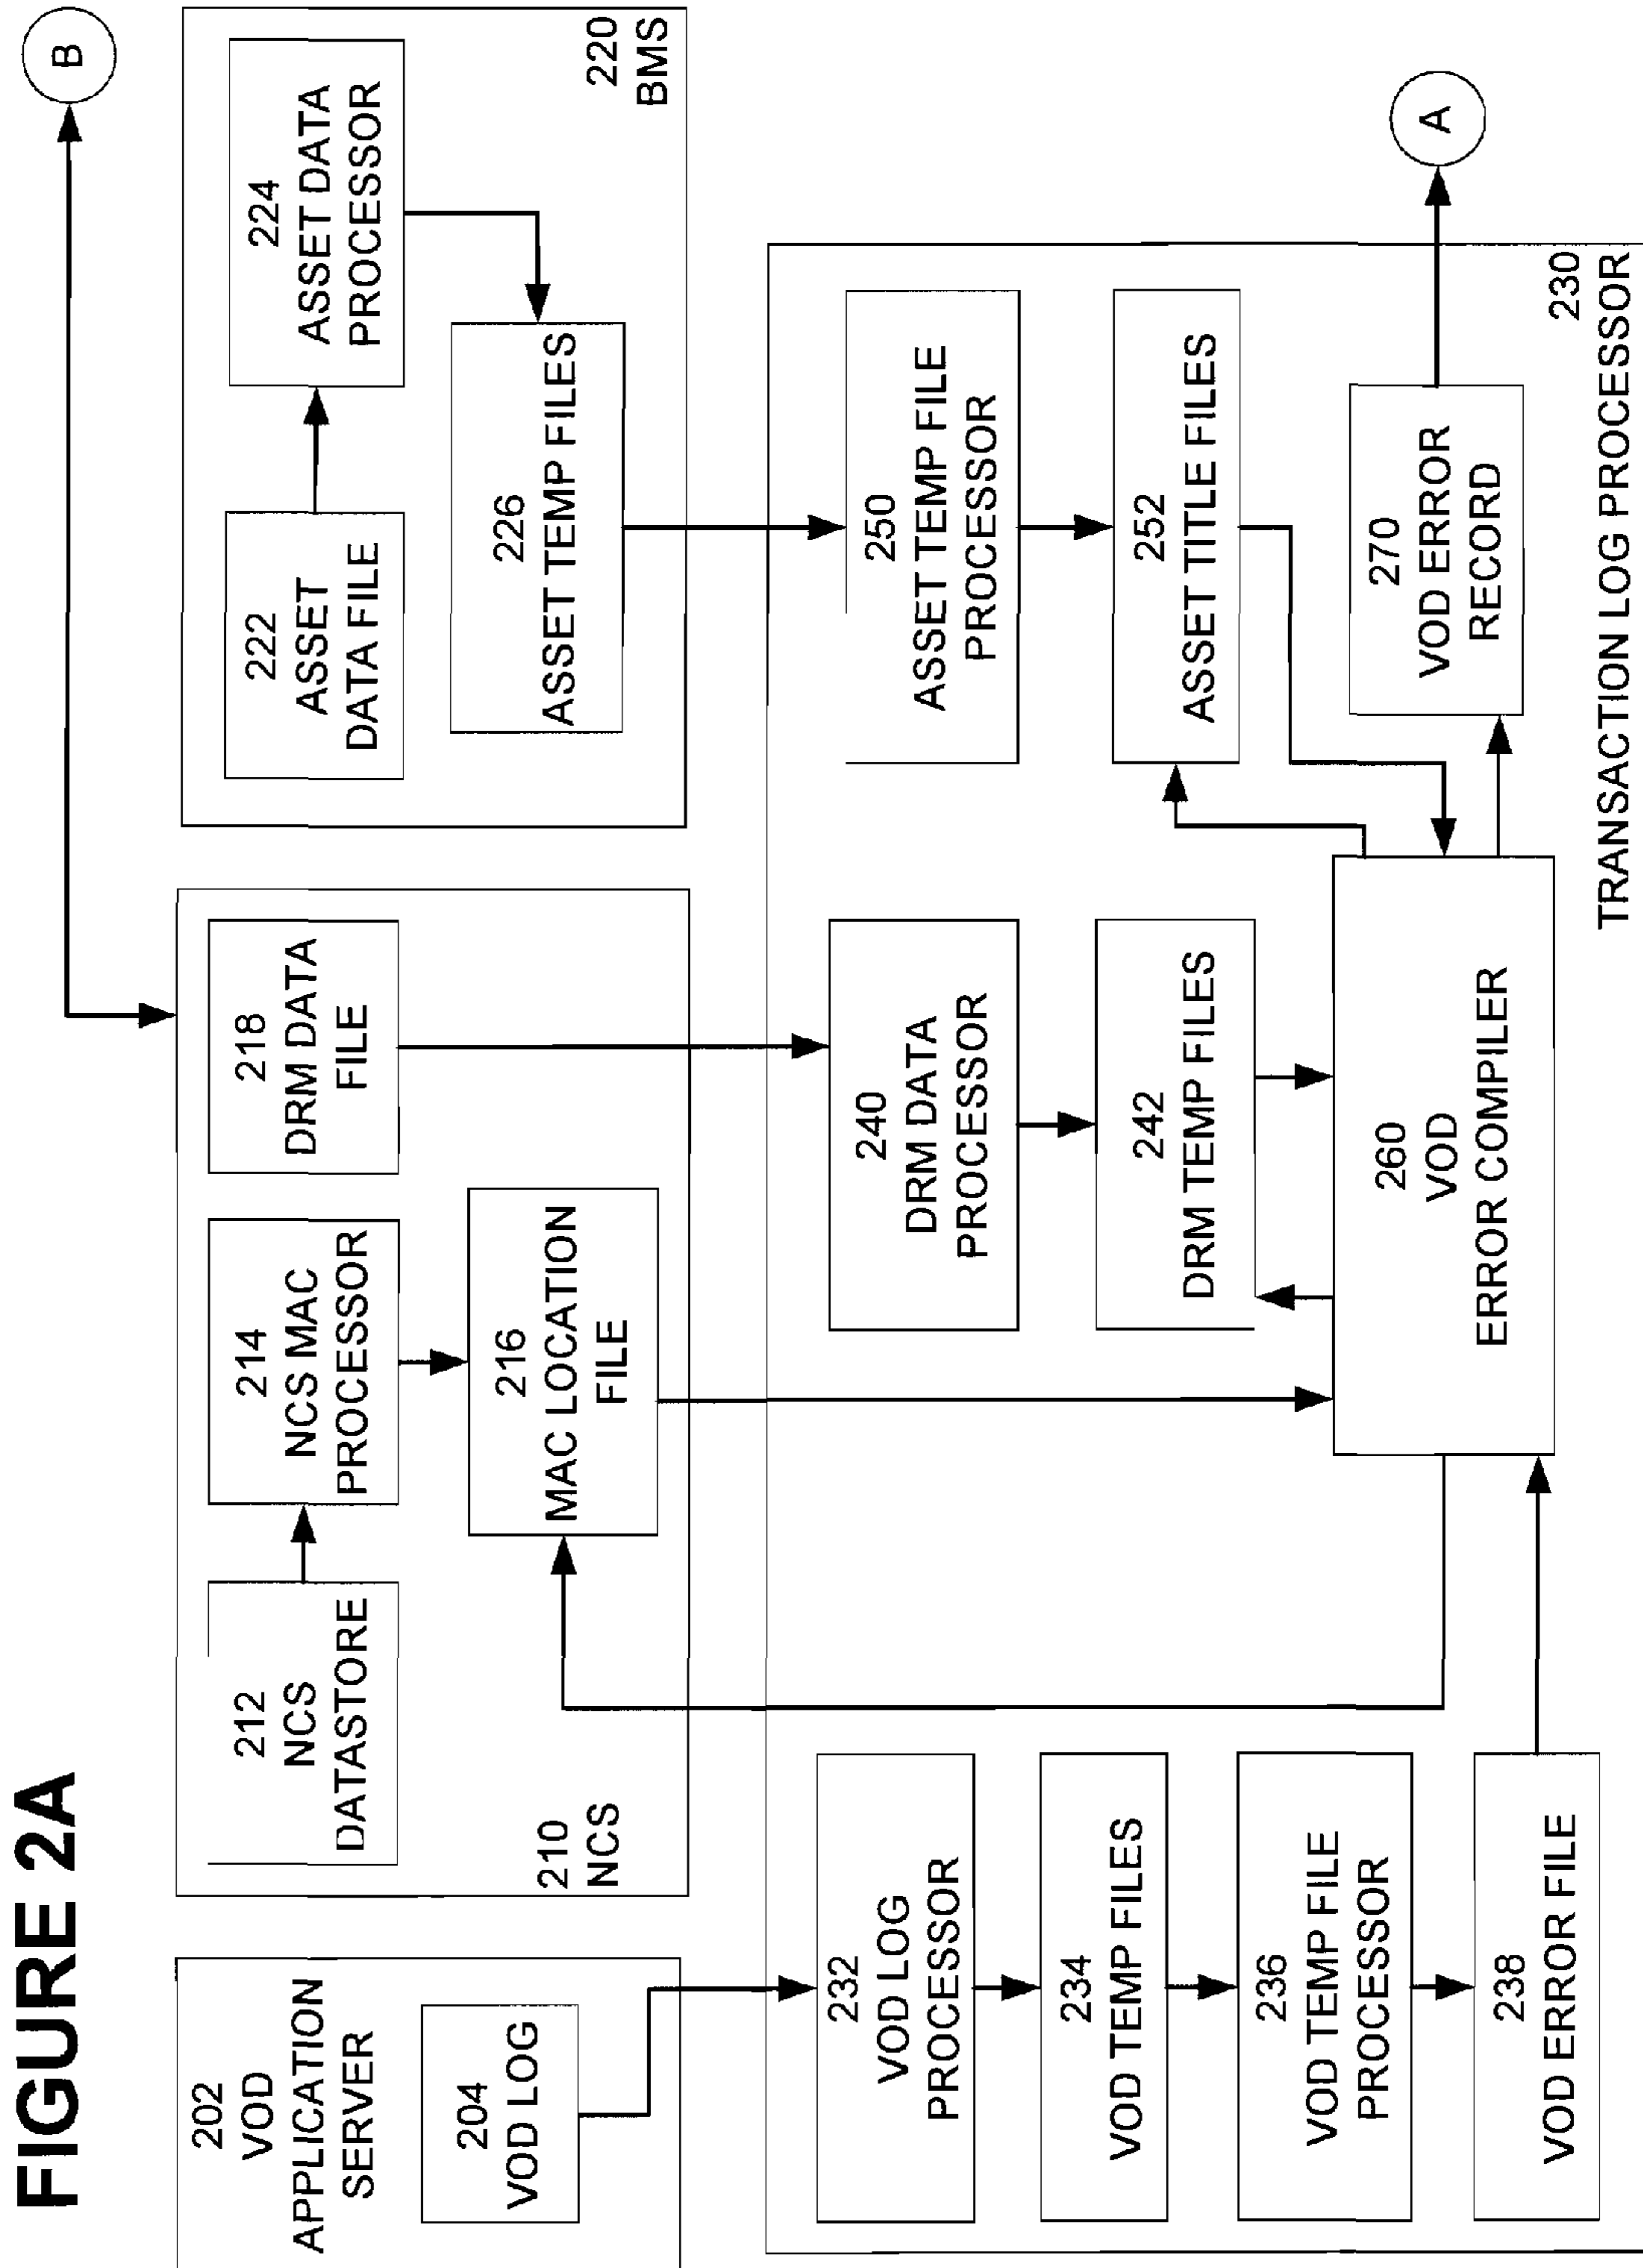 FIGURE 2A
202
VOD
APPLICATION
SERVER
204
VOD LOG
212
NCS
DATASTORE
214
NCS MAC
PROCESSOR
216
MAC LOCATION
FILE
218
DRM DATA
FILE
210
NCS
B
222
ASSET
DATA FILE
224
ASSET DATA
PROCESSOR
226
ASSET TEMP FILES
220
BMS
232
VOD LOG
PROCESSOR
234
VOD TEMP FILES
236
VOD TEMP FILE
PROCESSOR
238
VOD ERROR FILE
240
DRM DATA
PROCESSOR
242
DRM TEMP FILES
260
VOD
ERROR COMPILER
250
ASSET TEMP FILE
PROCESSOR
252
ASSET TITLE FILES
270
VOD ERROR
RECORD
A
230
TRANSACTION LOG PROCESSOR